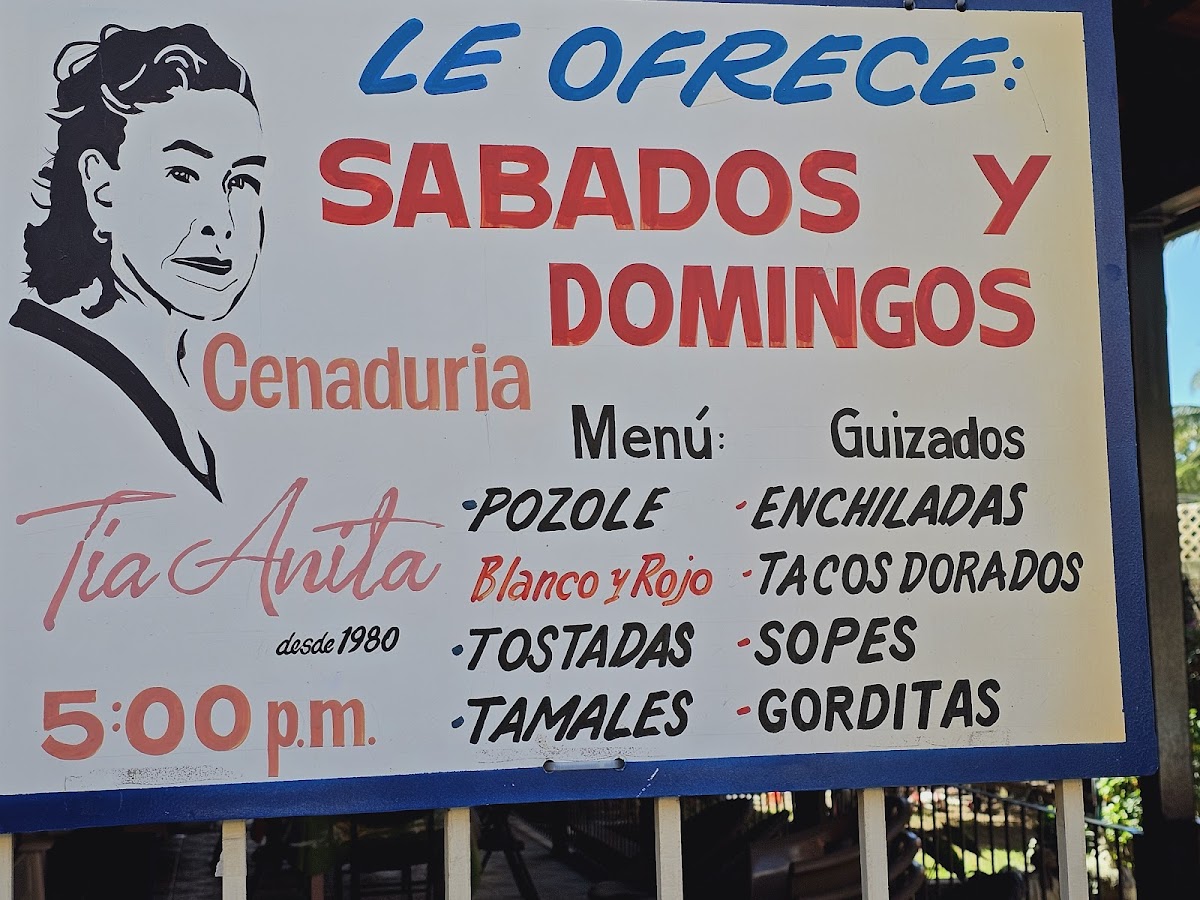 LE OFRECE:
SABADOS Y
DOMINGOS
Cenaduria
Tia Anita
desde 1980
5:00 p.m.
Menú:
• POZOLE
Blanco y Rojo
• TOSTADAS
• TAMALES
Guizados
- ENCHILADAS
- TACOS DORADOS
- SOPES
- GORDITAS